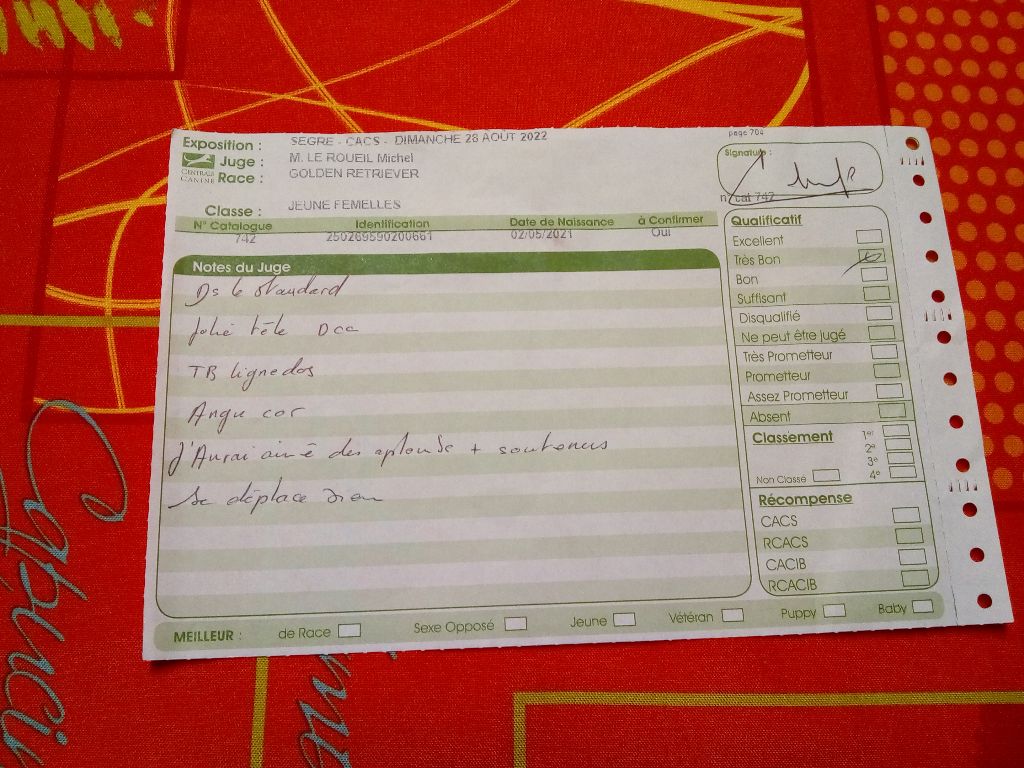 Exposition : SEGRE - CACS - DIMANCHE 28 AOUT 2022
page 704
CENTRALE CANINE
Juge : M. LE ROUEIL Michel
Race : GOLDEN RETRIEVER
Signature :
n° cat 742
Classe : JEUNE FEMELLES
N° Catalogue Identification Date de Naissance à Confirmer
742 250269590200661 02/05/2021 Oui
Notes du Juge
Ds le standard
Jolie tête
TB ligne dos
Angu cor
J'Aurai aimé des aplombs + soutenus
Se déplace
Qualificatif
Excellent
Très Bon
Bon
Suffisant
Disqualifié
Ne peut être jugé
Très Prometteur
Prometteur
Assez Prometteur
Absent
Classement 1er
2e
3e
Non Classé 4e
Récompense
CACS
RCACS
CACIB
RCACIB
MEILLEUR : de Race Sexe Opposé Jeune Vétéran Puppy Baby